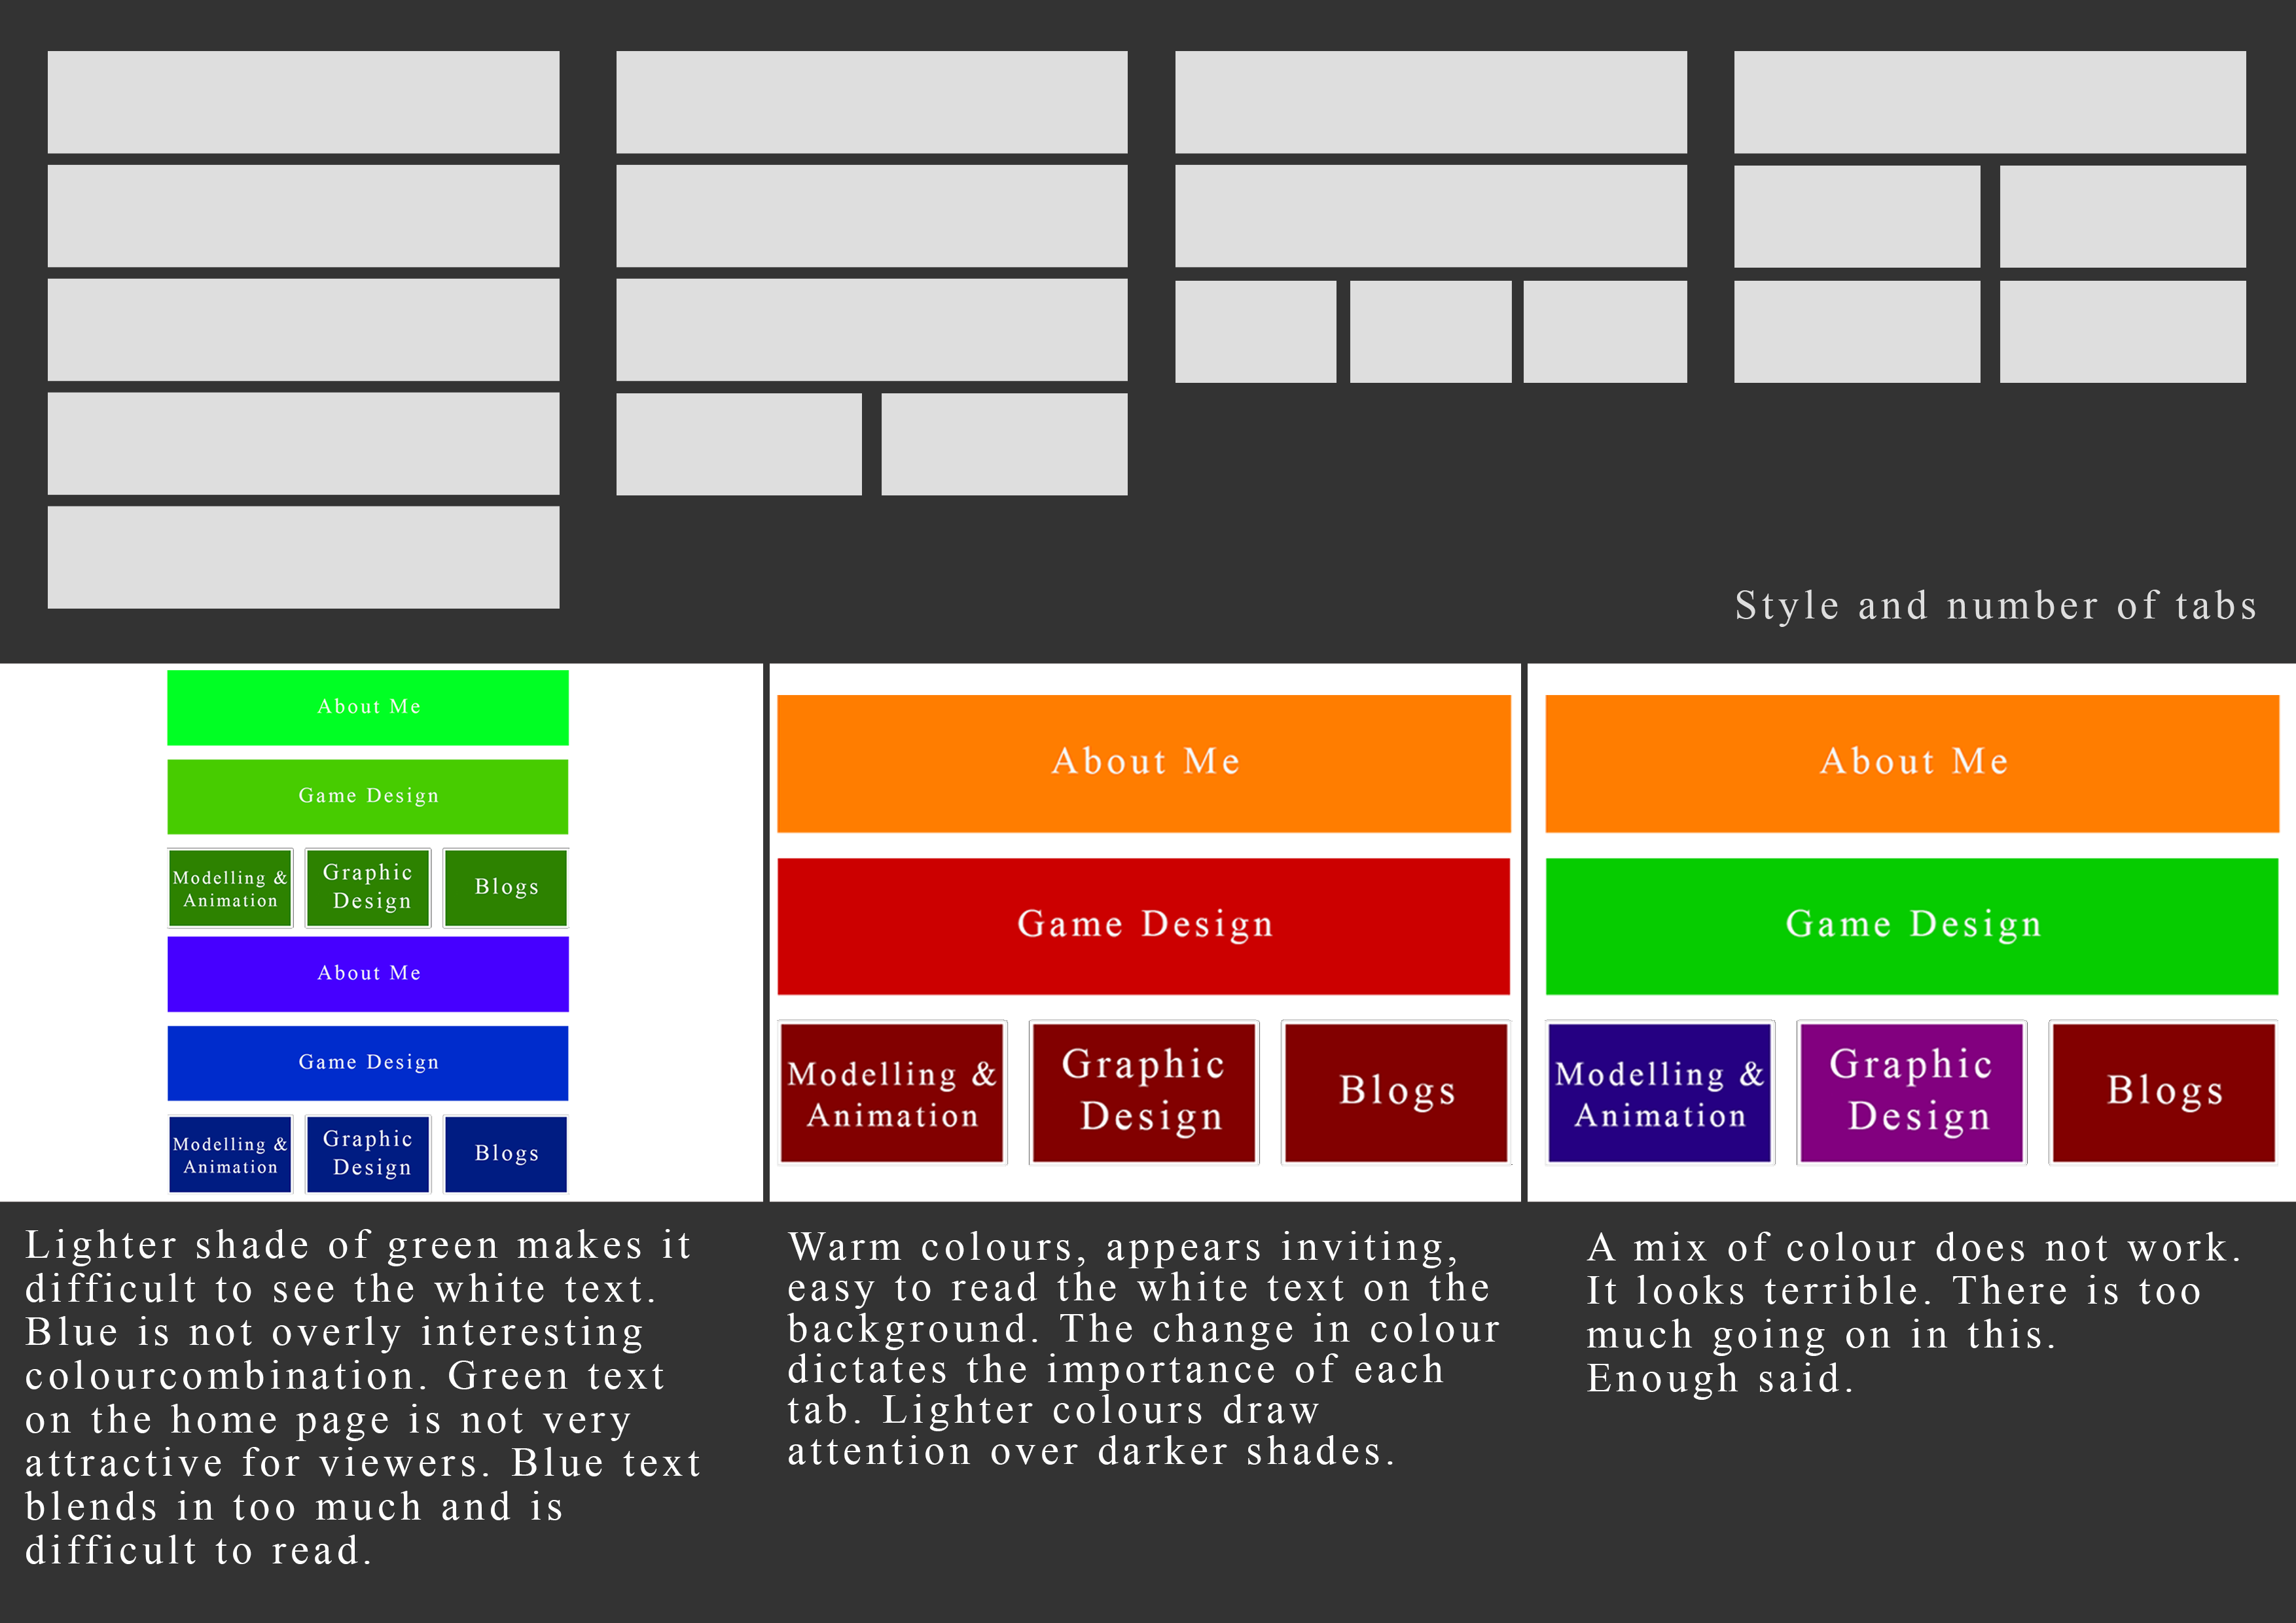 Style and number of tabs
About Me
Game Design
Modelling &
Animation
Graphic
Design
Blogs
About Me
Game Design
Modelling &
Animation
Graphic
Design
Blogs
About Me
Game Design
Modelling &
Animation
Graphic
Design
Blogs
About Me
Game Design
Modelling &
Animation
Graphic
Design
Blogs
Lighter shade of green makes it
difficult to see the white text.
Blue is not overly interesting
colourcombination. Green text
on the home page is not very
attractive for viewers. Blue text
blends in too much and is
difficult to read.
Warm colours, appears inviting,
easy to read the white text on the
background. The change in colour
dictates the importance of each
tab. Lighter colours draw
attention over darker shades.
A mix of colour does not work.
It looks terrible. There is too
much going on in this.
Enough said.